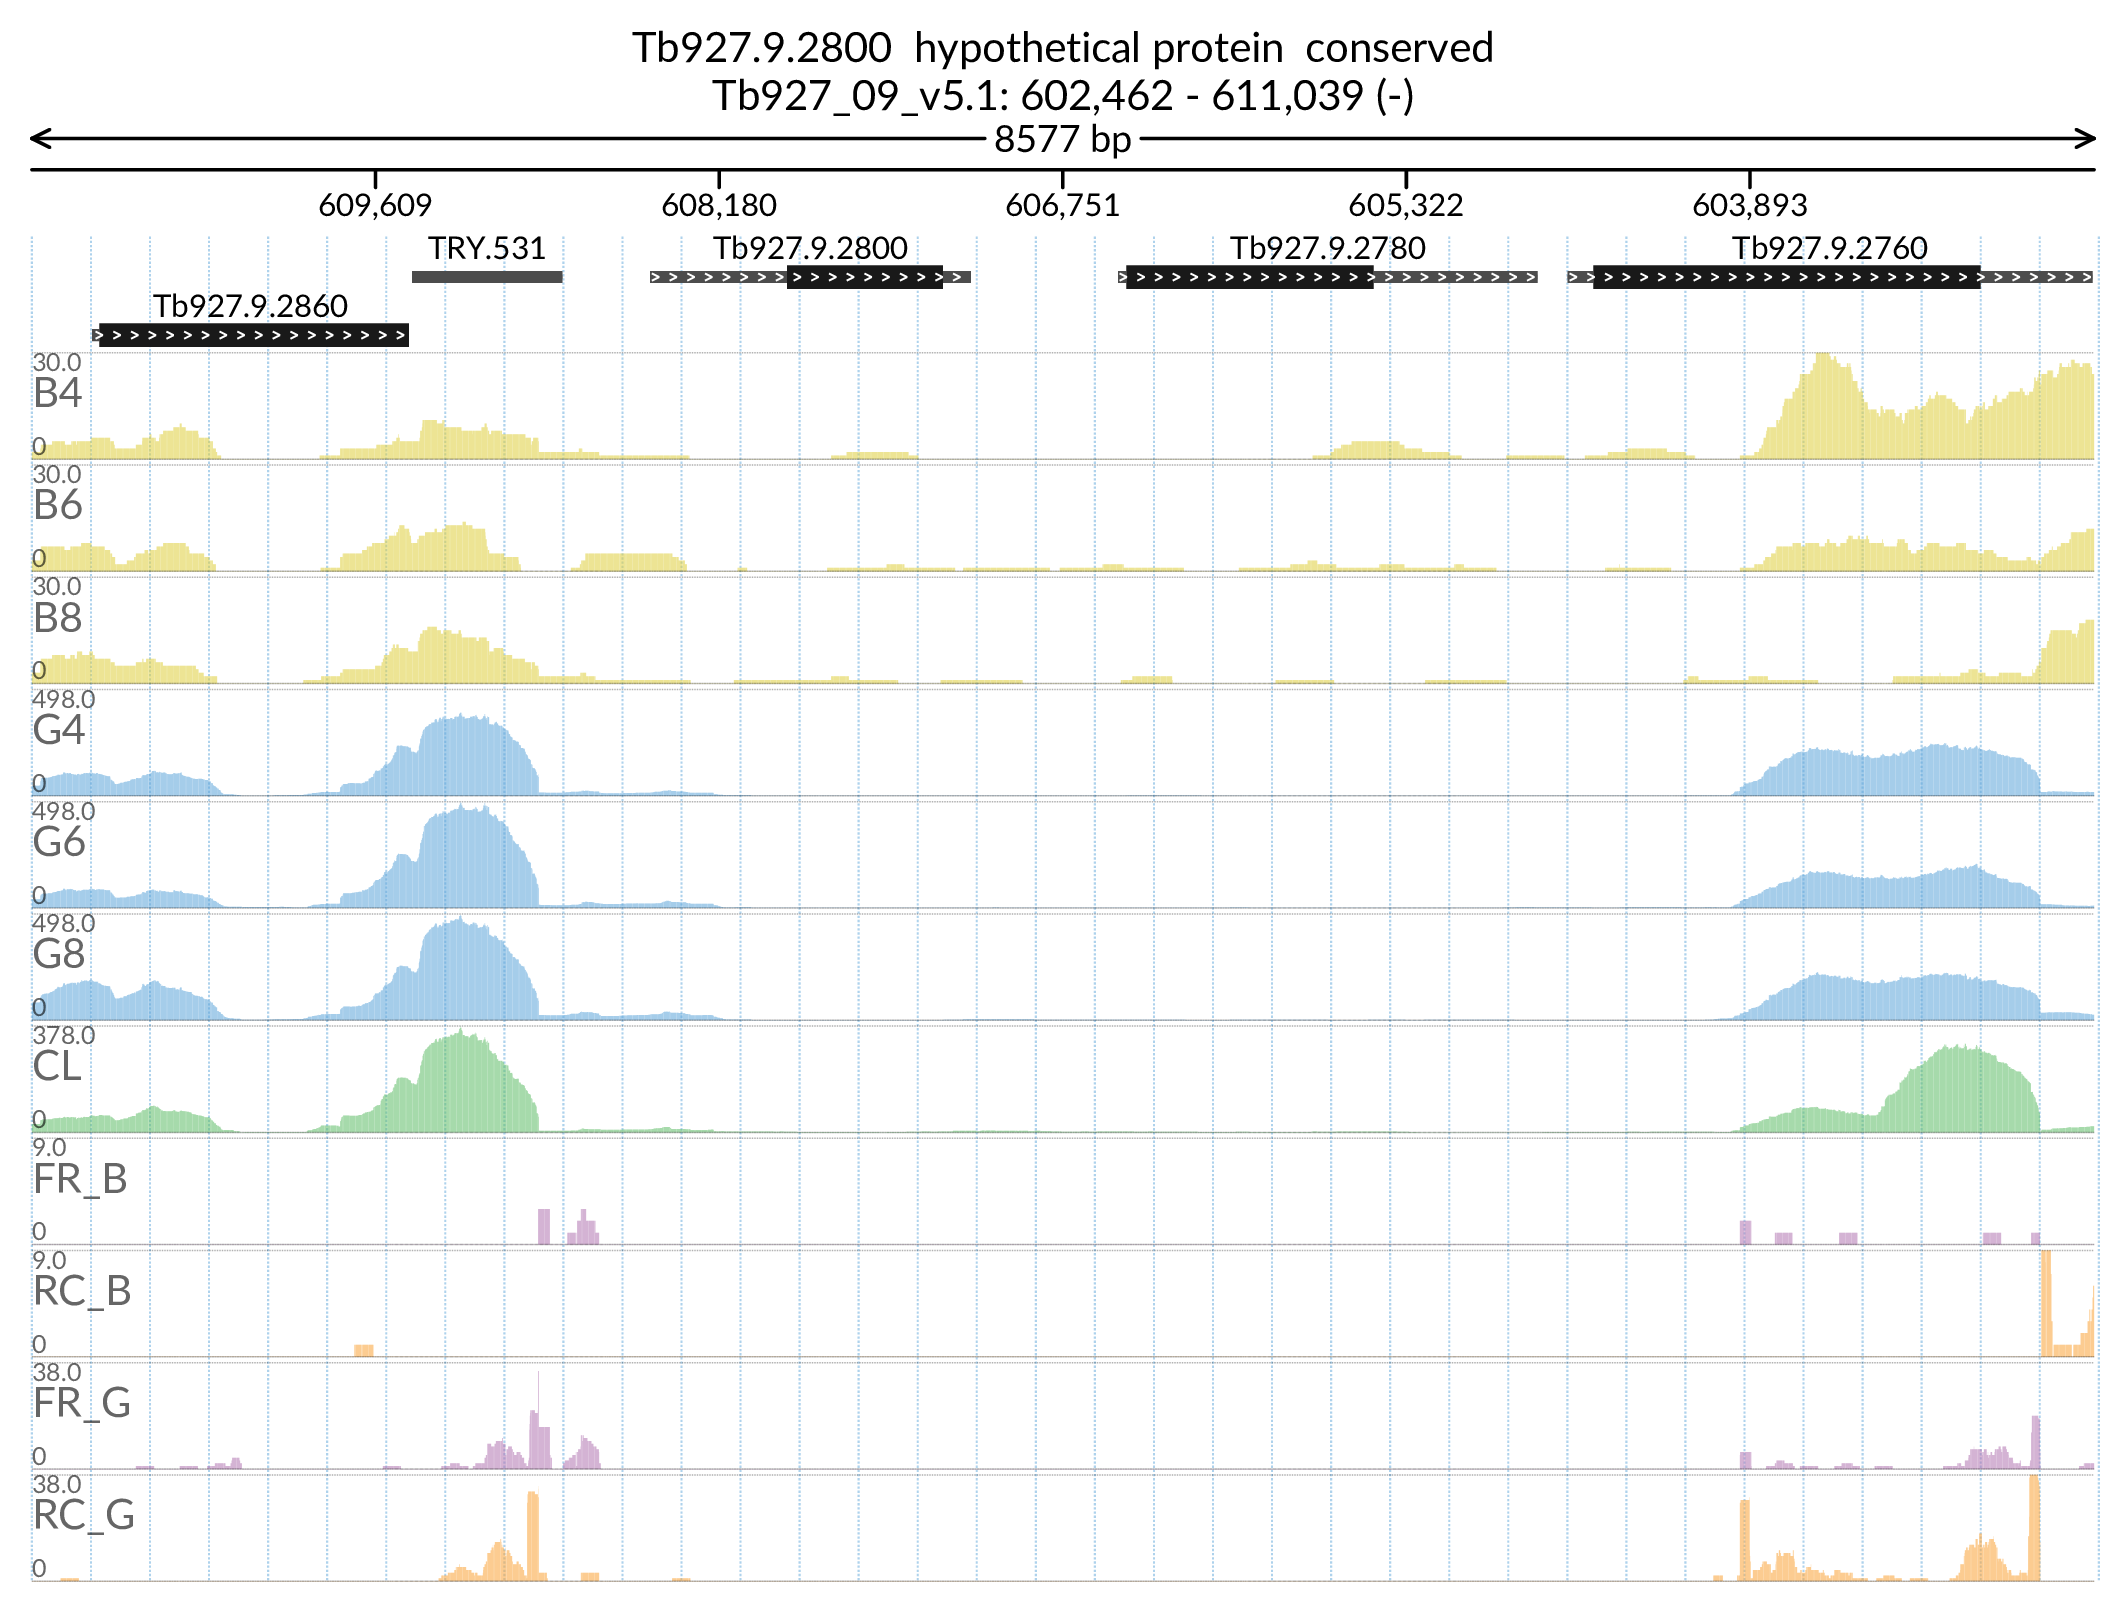 Tb927.9.2800  hypothetical protein  conserved
Tb927_09_v5.1: 602,462 - 611,039 (-)
8577 bp
609,609 608,180 606,751 605,322 603,893
TRY.531 Tb927.9.2800 Tb927.9.2780 Tb927.9.2760
Tb927.9.2860
30.0
B4
0
30.0
B6
0
30.0
B8
0
498.0
G4
0
498.0
G6
0
498.0
G8
0
378.0
CL
0
9.0
FR_B
0
9.0
RC_B
0
38.0
FR_G
0
38.0
RC_G
0